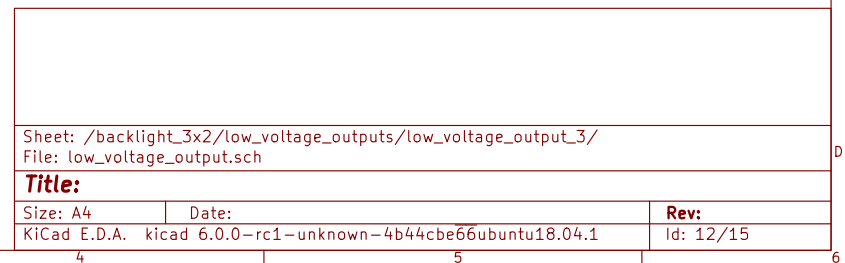 Sheet: /backlight_3x2/low_voltage_outputs/low_voltage_output_3/
File: low_voltage_output.sch
D
Title:
Size: A4 Date: Rev:
KiCad E.D.A. kicad 6.0.0-rc1-unknown-4b44cbe66ubuntu18.04.1 Id: 12/15
4 5 6